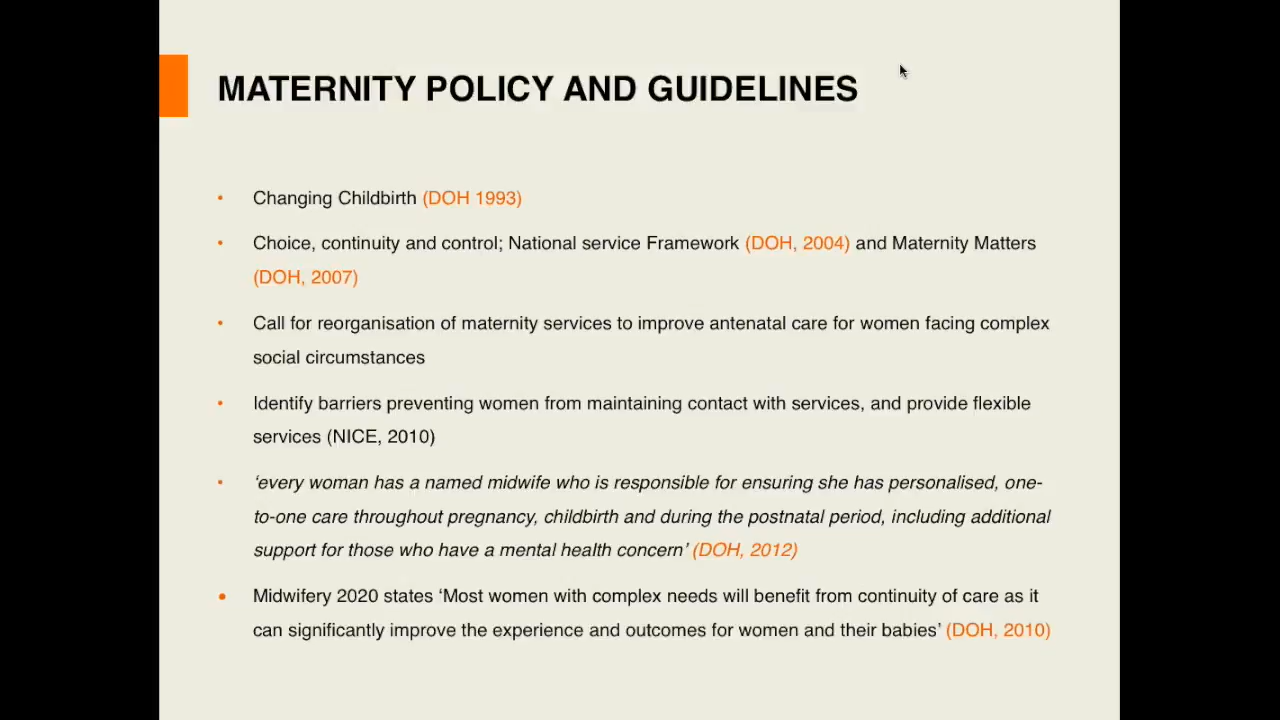 MATERNITY POLICY AND GUIDELINES
• Changing Childbirth (DOH 1993)
• Choice, continuity and control; National service Framework (DOH, 2004) and Maternity Matters
(DOH, 2007)
• Call for reorganisation of maternity services to improve antenatal care for women facing complex
social circumstances
• Identify barriers preventing women from maintaining contact with services, and provide flexible
services (NICE, 2010)
• ‘every woman has a named midwife who is responsible for ensuring she has personalised, one-
to-one care throughout pregnancy, childbirth and during the postnatal period, including additional
support for those who have a mental health concern’ (DOH, 2012)
• Midwifery 2020 states ‘Most women with complex needs will benefit from continuity of care as it
can significantly improve the experience and outcomes for women and their babies’ (DOH, 2010)